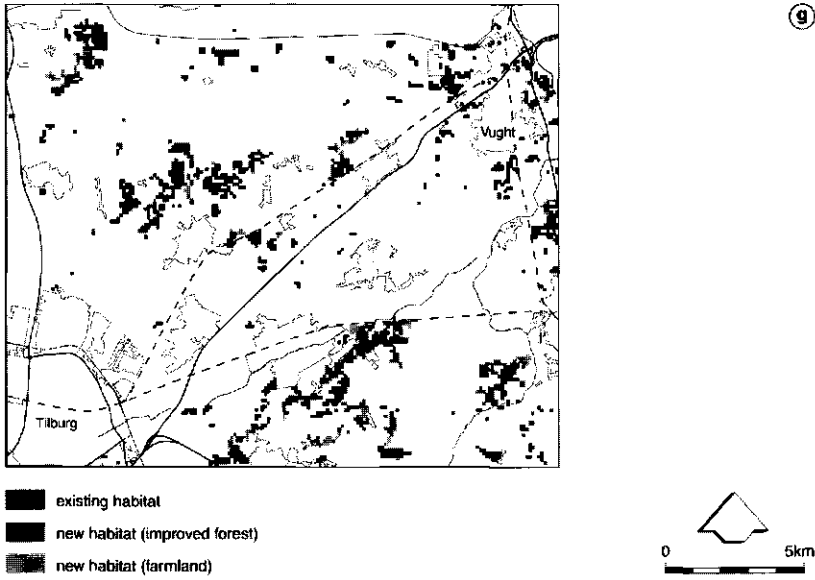 g
Vught
Tilburg
existing habitat
new habitat (improved forest)
new habitat (farmland)
0 5km